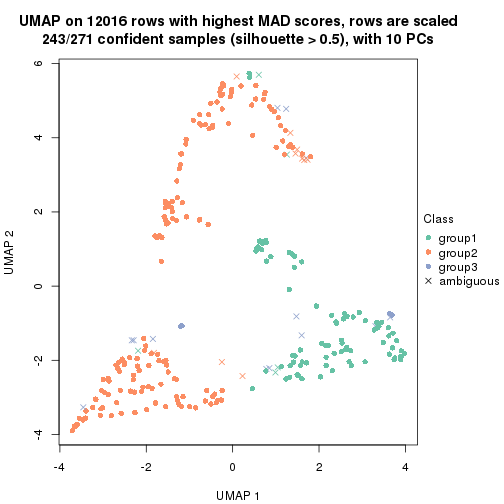 UMAP on 12016 rows with highest MAD scores, rows are scaled
243/271 confident samples (silhouette > 0.5), with 10 PCs
6
4
2
0
-2
-4
UMAP 2
-4
-2
0
2
4
UMAP 1
Class
group1
group2
group3
ambiguous